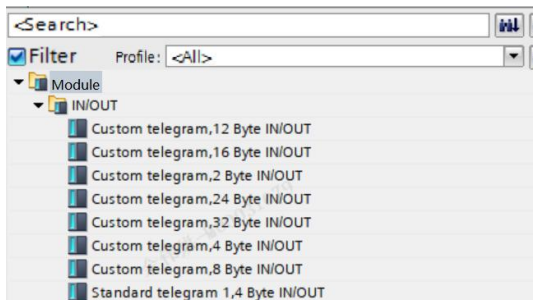 <Search>
Filter Profile: <All>
Module
IN/OUT
Custom telegram,12 Byte IN/OUT
Custom telegram,16 Byte IN/OUT
Custom telegram,2 Byte IN/OUT
Custom telegram,24 Byte IN/OUT
Custom telegram,32 Byte IN/OUT
Custom telegram,4 Byte IN/OUT
Custom telegram,8 Byte IN/OUT
Standard telegram 1,4 Byte IN/OUT